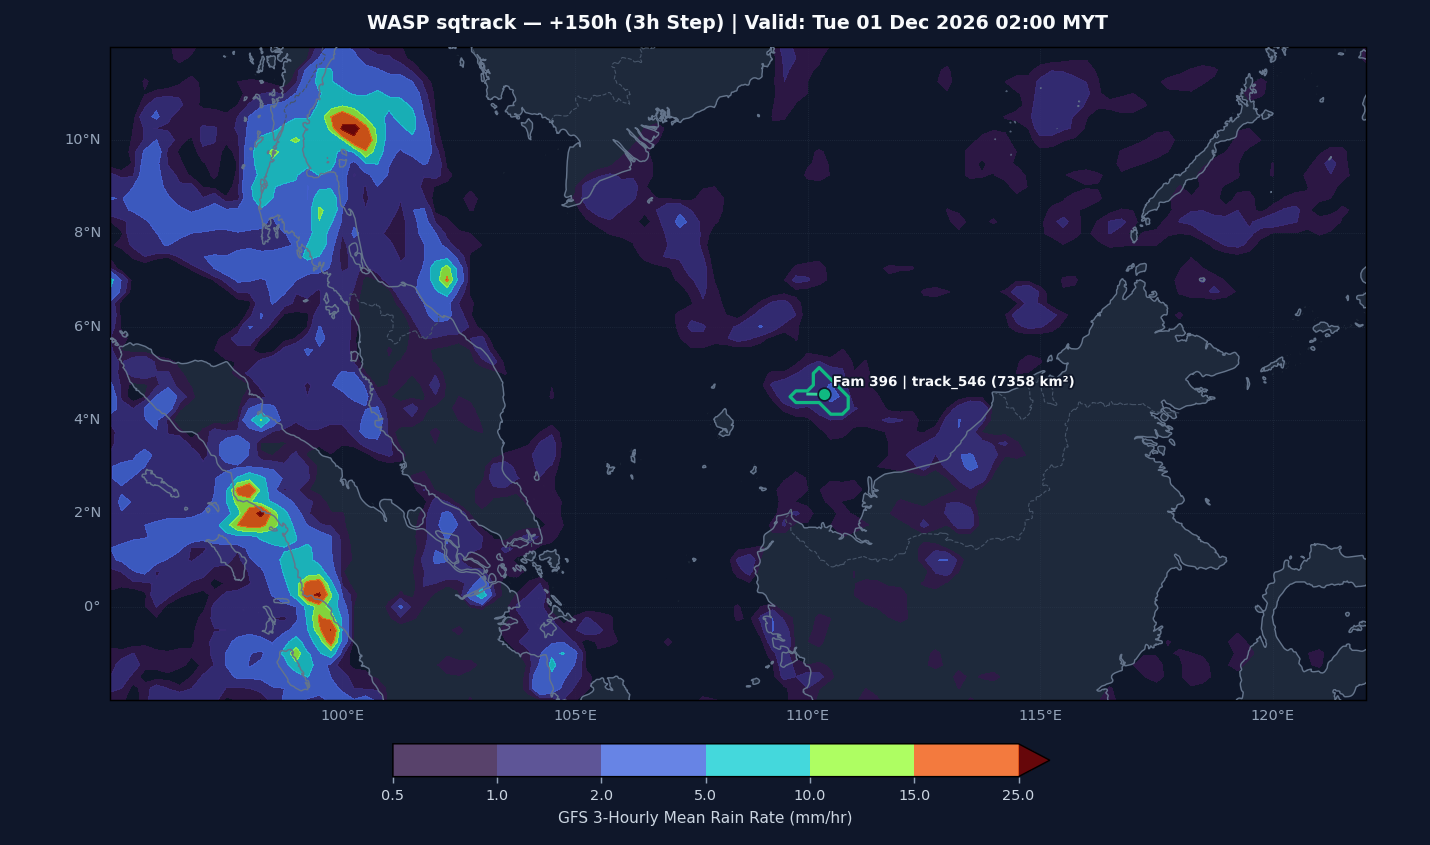 WASP sqtrack — +150h (3h Step) | Valid: Tue 01 Dec 2026 02:00 MYT
10°N
8°N
6°N
4°N
2°N
0°
Fam 396 | track_546 (7358 km²)
100°E 105°E 110°E 115°E 120°E
0.5 1.0 2.0 5.0 10.0 15.0 25.0
GFS 3-Hourly Mean Rain Rate (mm/hr)